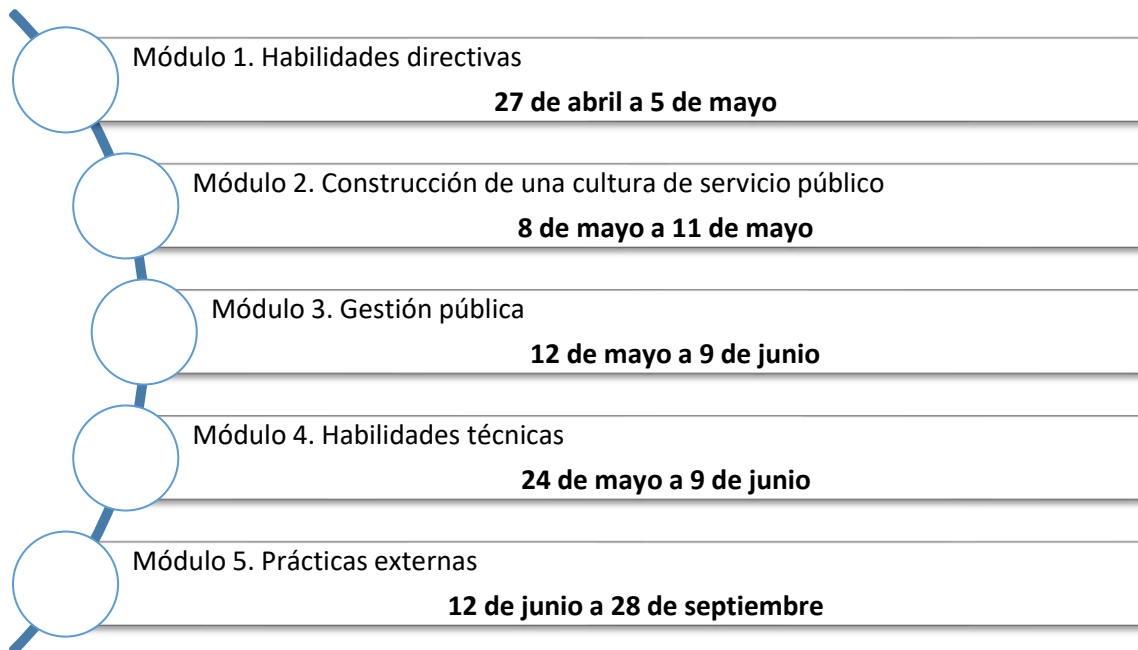 Módulo 1. Habilidades directivas
27 de abril a 5 de mayo
Módulo 2. Construcción de una cultura de servicio público
8 de mayo a 11 de mayo
Módulo 3. Gestión pública
12 de mayo a 9 de junio
Módulo 4. Habilidades técnicas
24 de mayo a 9 de junio
Módulo 5. Prácticas externas
12 de junio a 28 de septiembre